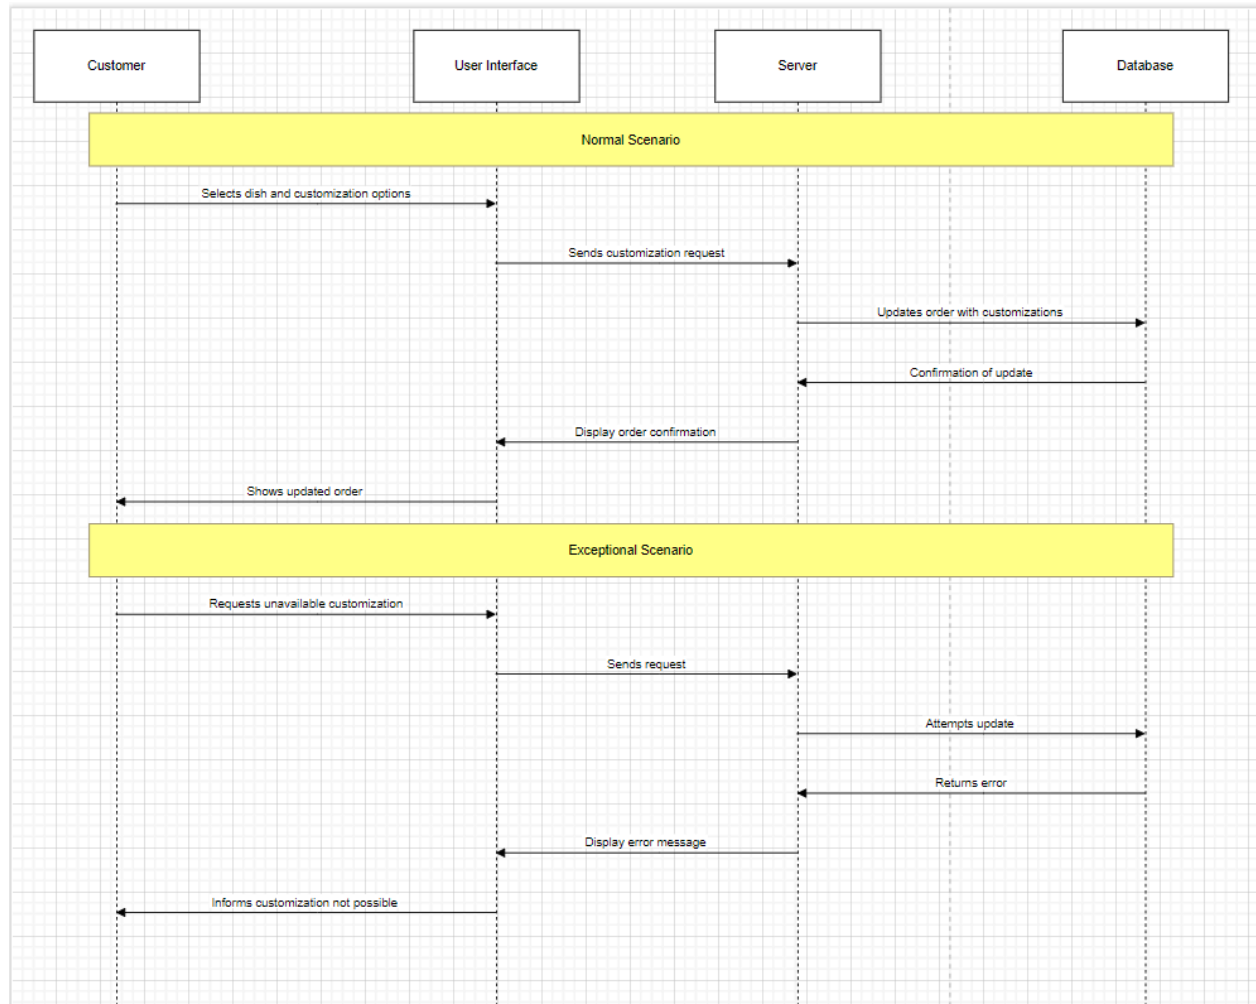 Customer
User Interface
Server
Database
Normal Scenario
Selects dish and customization options
Sends customization request
Updates order with customizations
Confirmation of update
Display order confirmation
Shows updated order
Exceptional Scenario
Requests unavailable customization
Sends request
Attempts update
Returns error
Display error message
Informs customization not possible